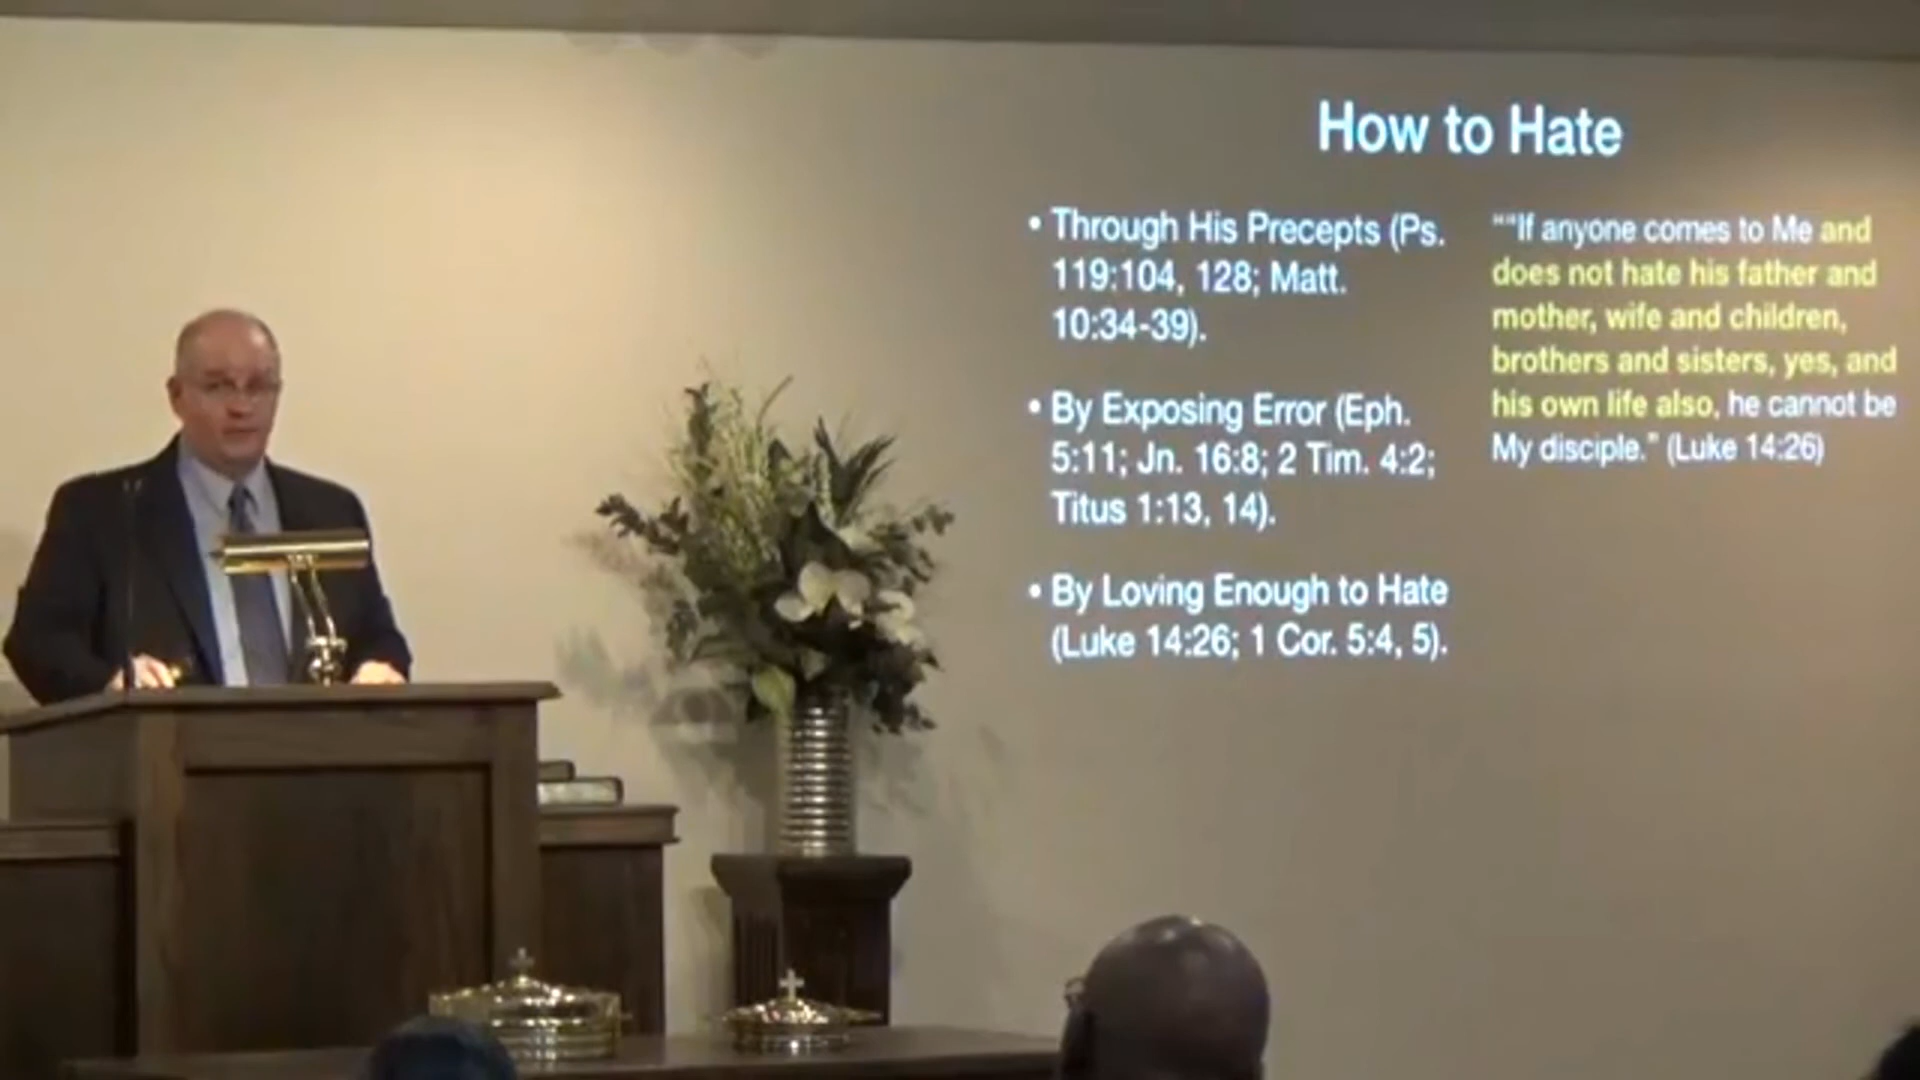 How to Hate
• Through His Precepts (Ps.
119:104, 128; Matt.
10:34-39).
• By Exposing Error (Eph.
5:11; Jn. 16:8; 2 Tim. 4:2;
Titus 1:13, 14).
• By Loving Enough to Hate
(Luke 14:26; 1 Cor. 5:4, 5).
"“If anyone comes to Me and
does not hate his father and
mother, wife and children,
brothers and sisters, yes, and
his own life also, he cannot be
My disciple.” (Luke 14:26)